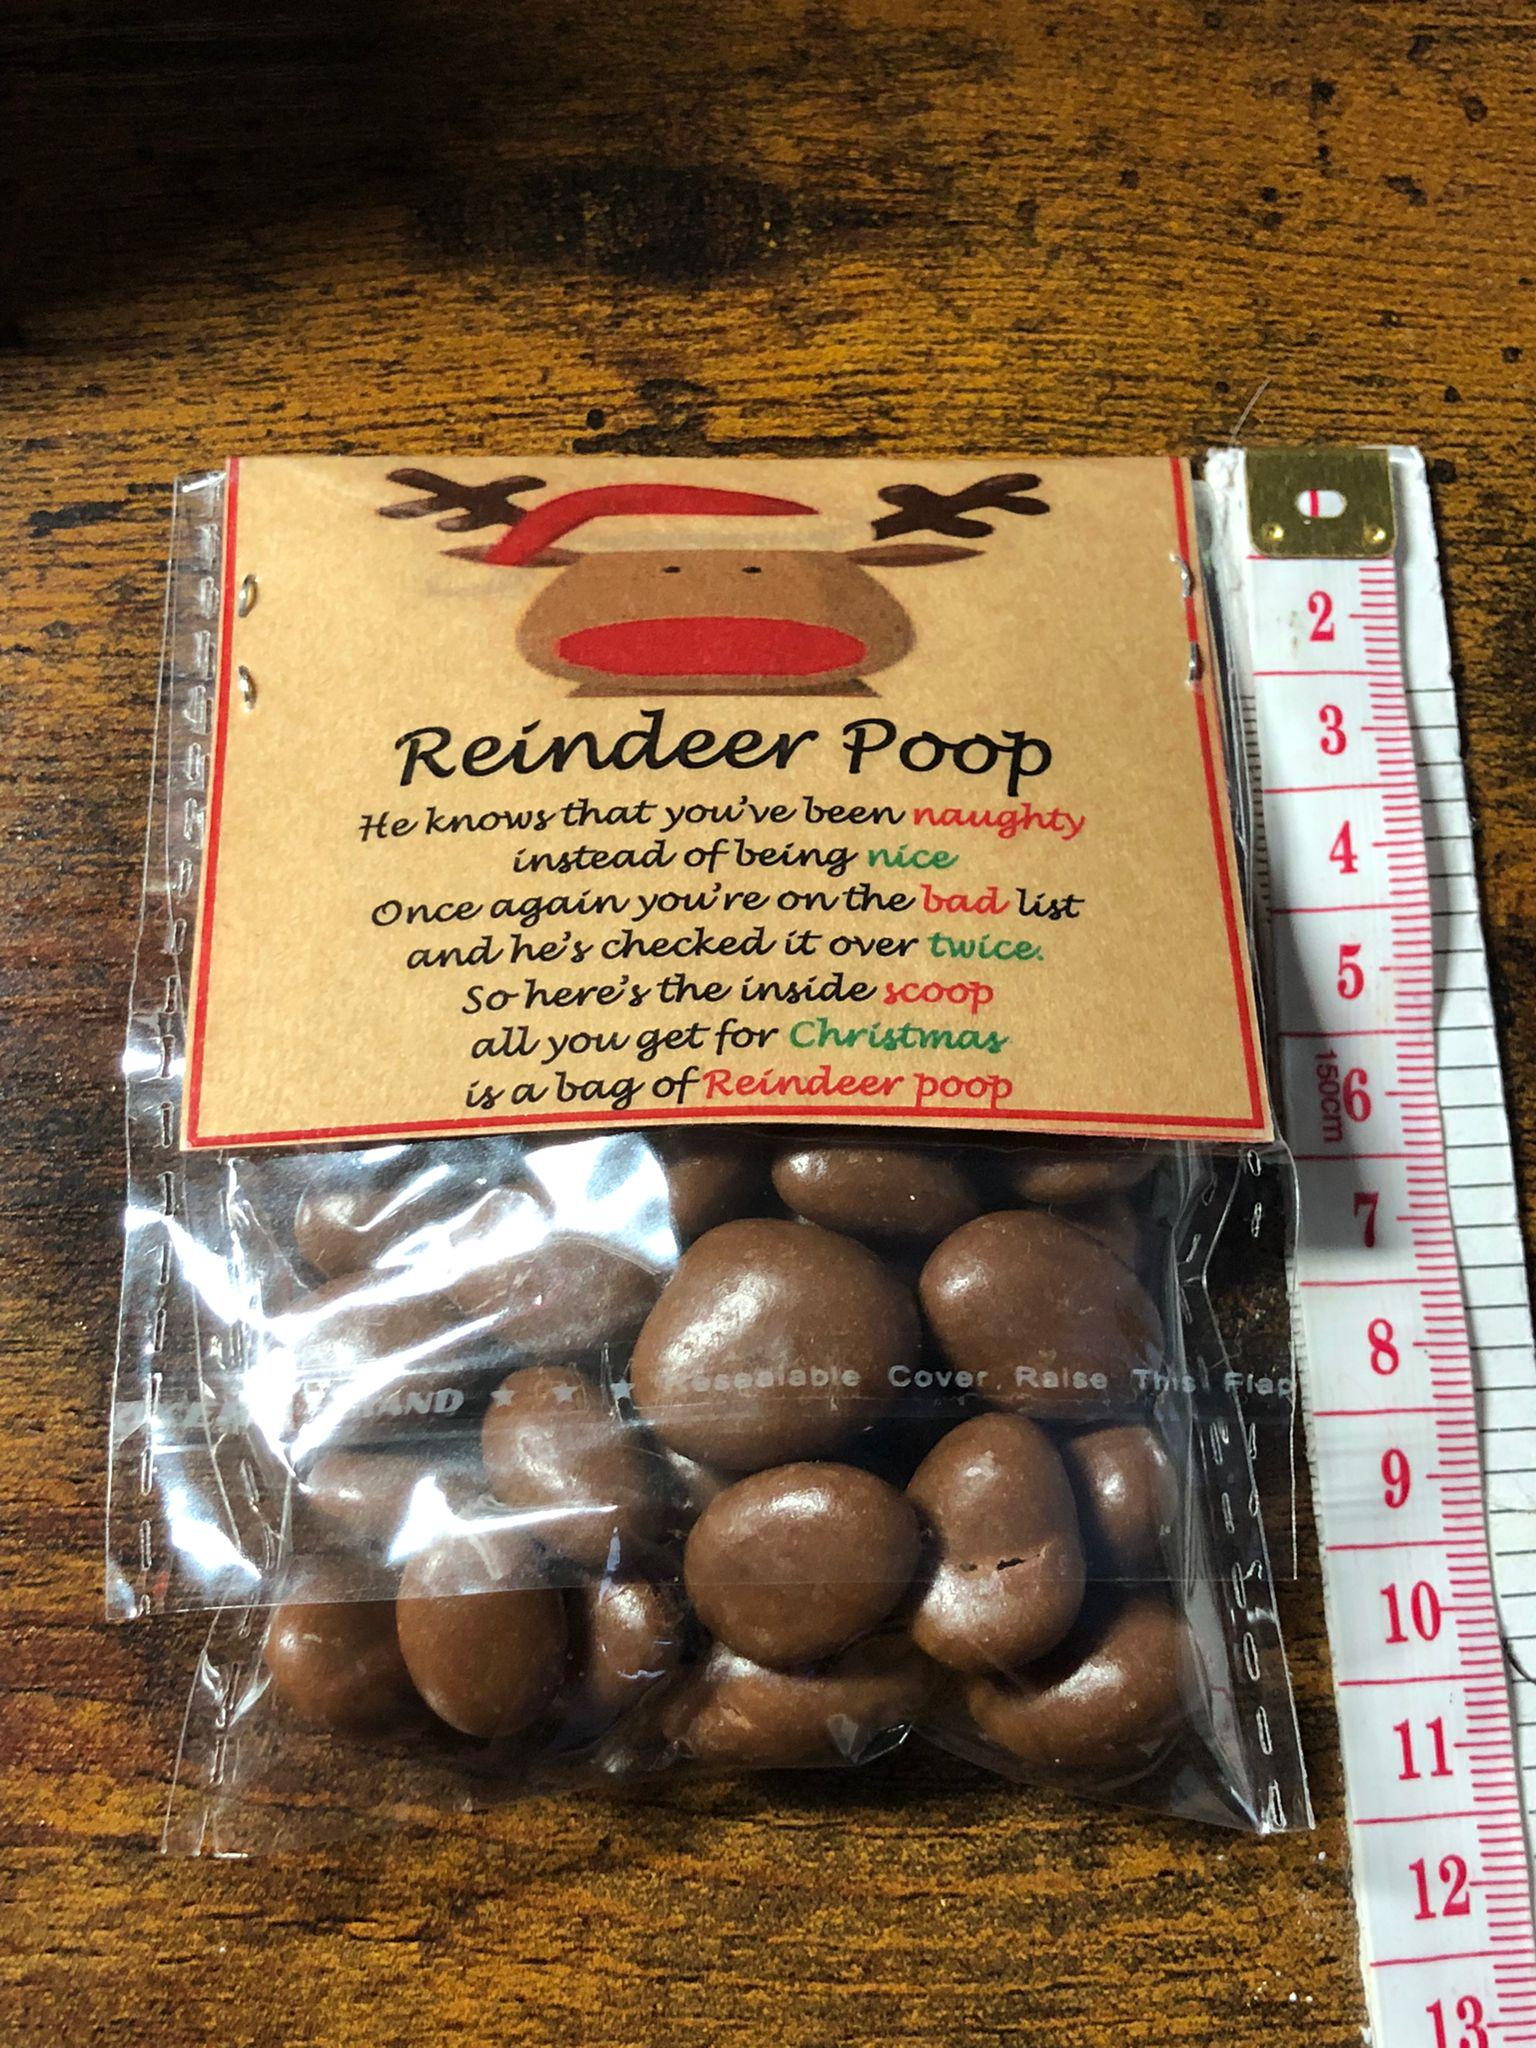 Reindeer Poop
He knows that you've been naughty
instead of being nice
Once again you're on the bad list
and he's checked it over twice.
So here's the inside scoop
all you get for Christmas
is a bag of Reindeer poop
★ ★ ★ Resealable Cover, Raise This Flap
2
3
4
5
150cm
6
7
8
9
10
11
12
13